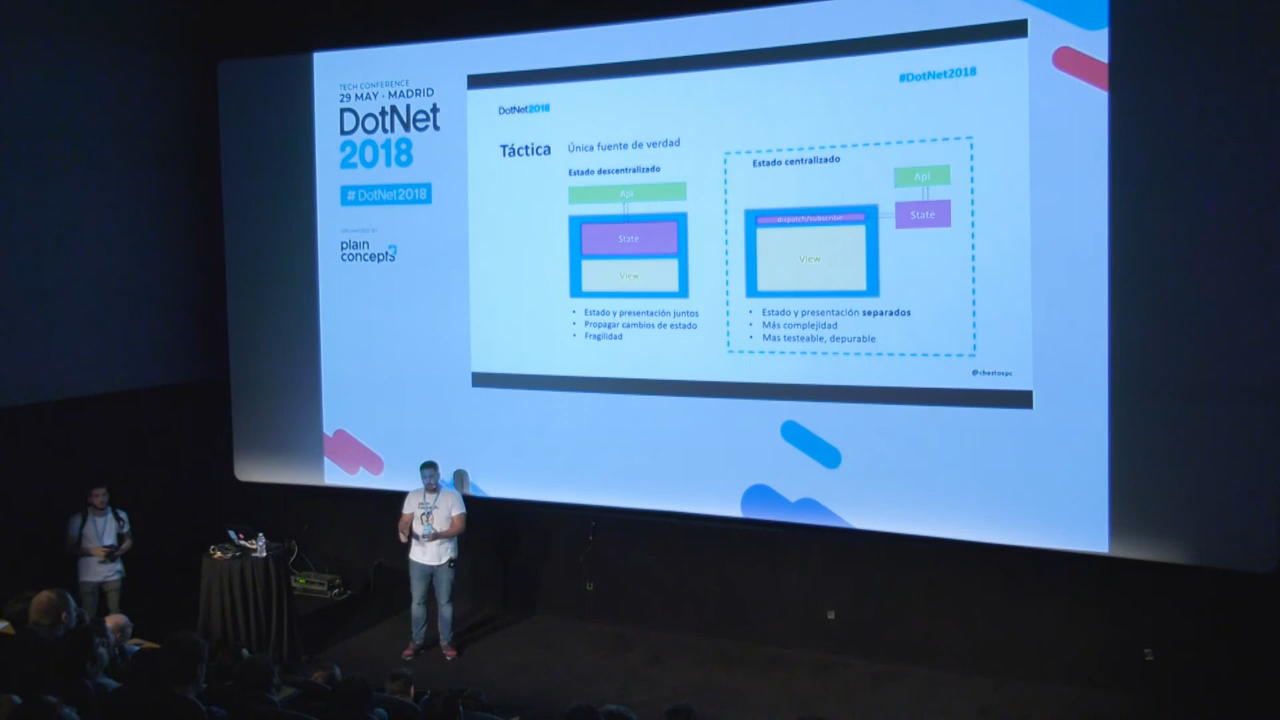 TECH CONFERENCE
29 MAY · MADRID
DotNet
2018
#DotNet2018
ORGANIZED BY
plain
concepts
#DotNet2018
DotNet2018
Táctica
Única fuente de verdad
Estado descentralizado
Api
State
View
• Estado y presentación juntos
• Propagar cambios de estado
• Fragilidad
Estado centralizado
Api
dispatch/subscribe
State
View
• Estado y presentación separados
• Más complejidad
• Mas testeable, depurable